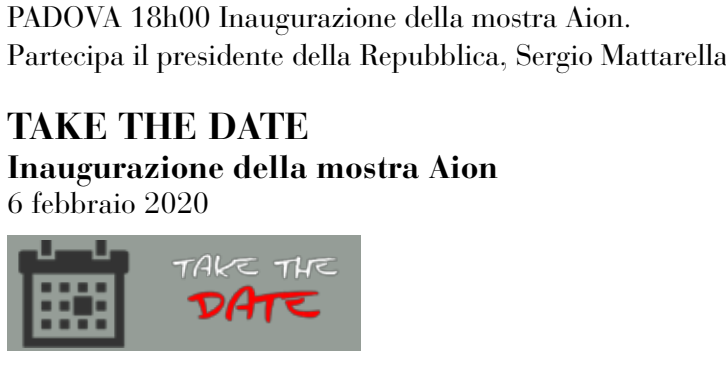 PADOVA 18h00 Inaugurazione della mostra Aion.
Partecipa il presidente della Repubblica, Sergio Mattarella
TAKE THE DATE
Inaugurazione della mostra Aion
6 febbraio 2020
TAKE THE
DATE